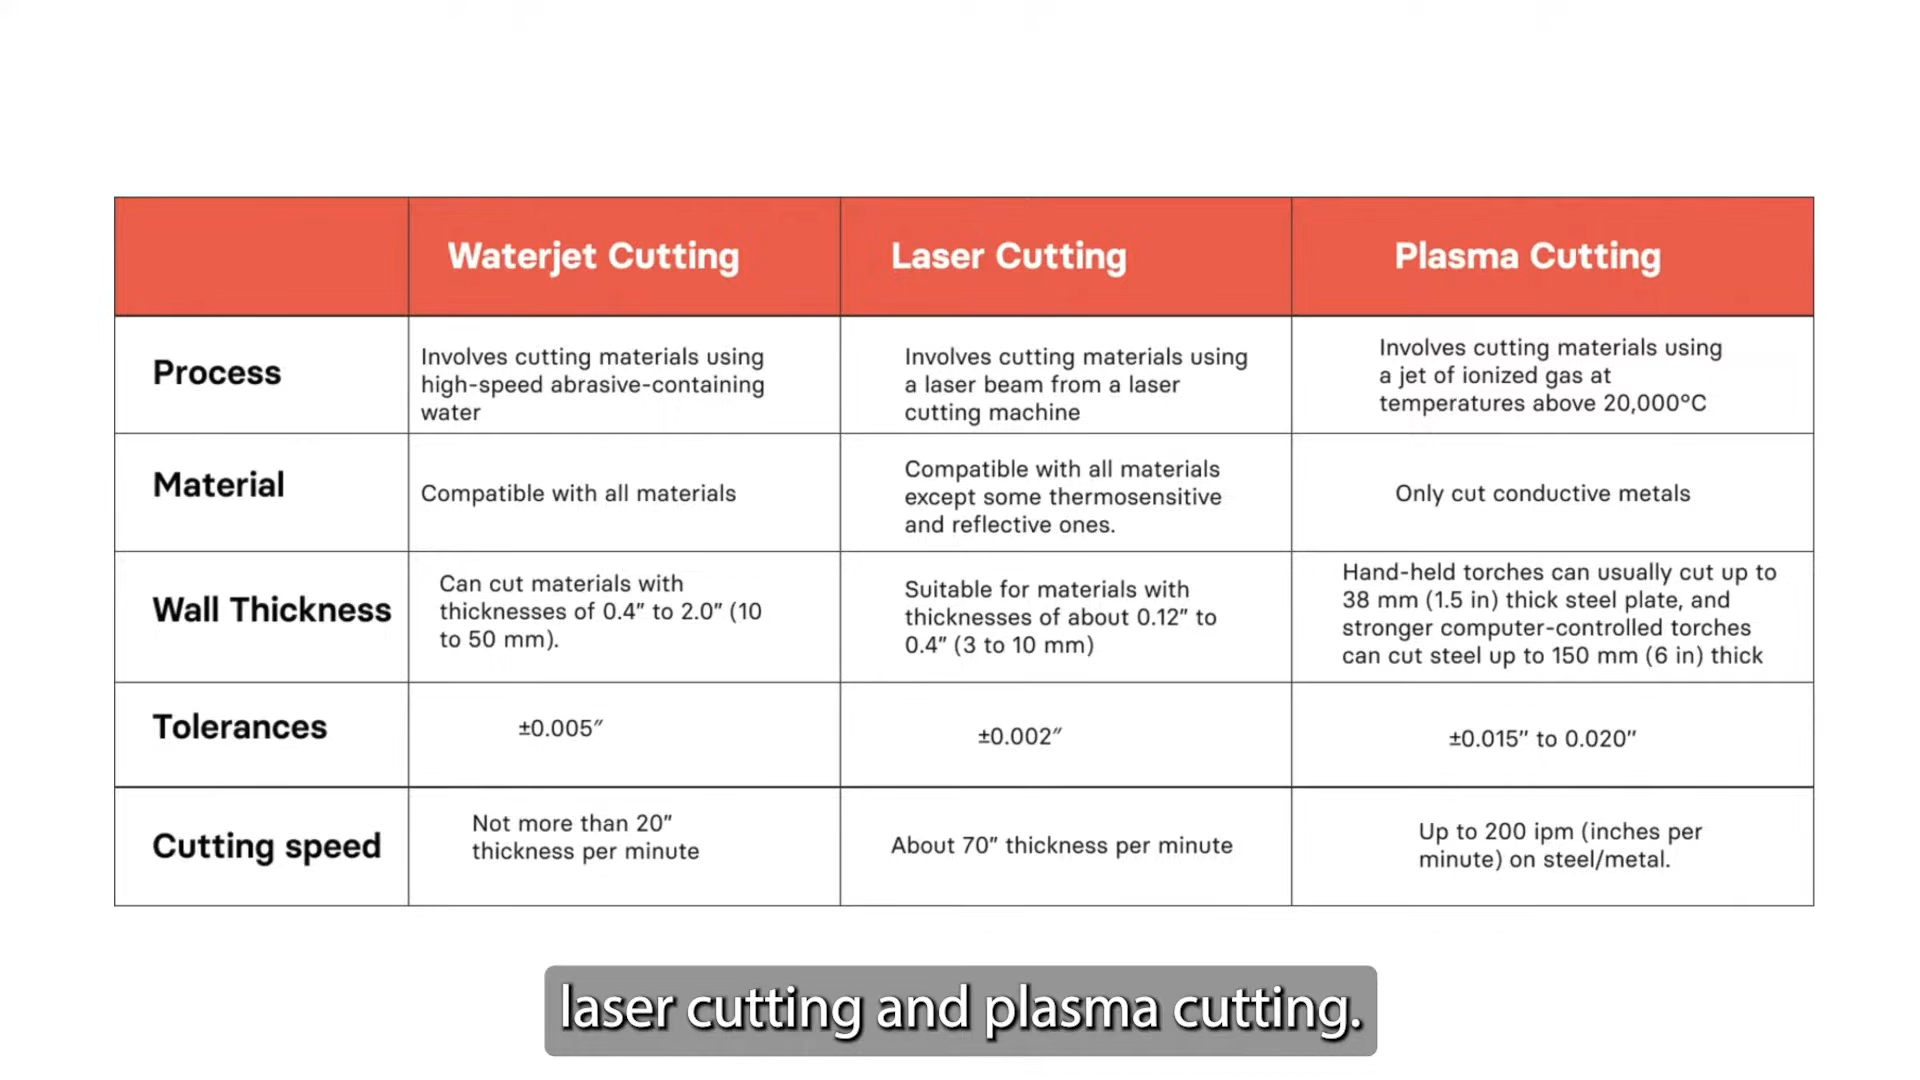 Waterjet Cutting
Laser Cutting
Plasma Cutting
Process
Involves cutting materials using
high-speed abrasive-containing
water
Involves cutting materials using
a laser beam from a laser
cutting machine
Involves cutting materials using
a jet of ionized gas at
temperatures above 20,000°C
Material
Compatible with all materials
Compatible with all materials
except some thermosensitive
and reflective ones.
Only cut conductive metals
Wall Thickness
Can cut materials with
thicknesses of 0.4” to 2.0” (10
to 50 mm).
Suitable for materials with
thicknesses of about 0.12” to
0.4” (3 to 10 mm)
Hand-held torches can usually cut up to
38 mm (1.5 in) thick steel plate, and
stronger computer-controlled torches
can cut steel up to 150 mm (6 in) thick
Tolerances
±0.005″
±0.002″
±0.015” to 0.020”
Cutting speed
Not more than 20”
thickness per minute
About 70” thickness per minute
Up to 200 ipm (inches per
minute) on steel/metal.
laser cutting and plasma cutting.